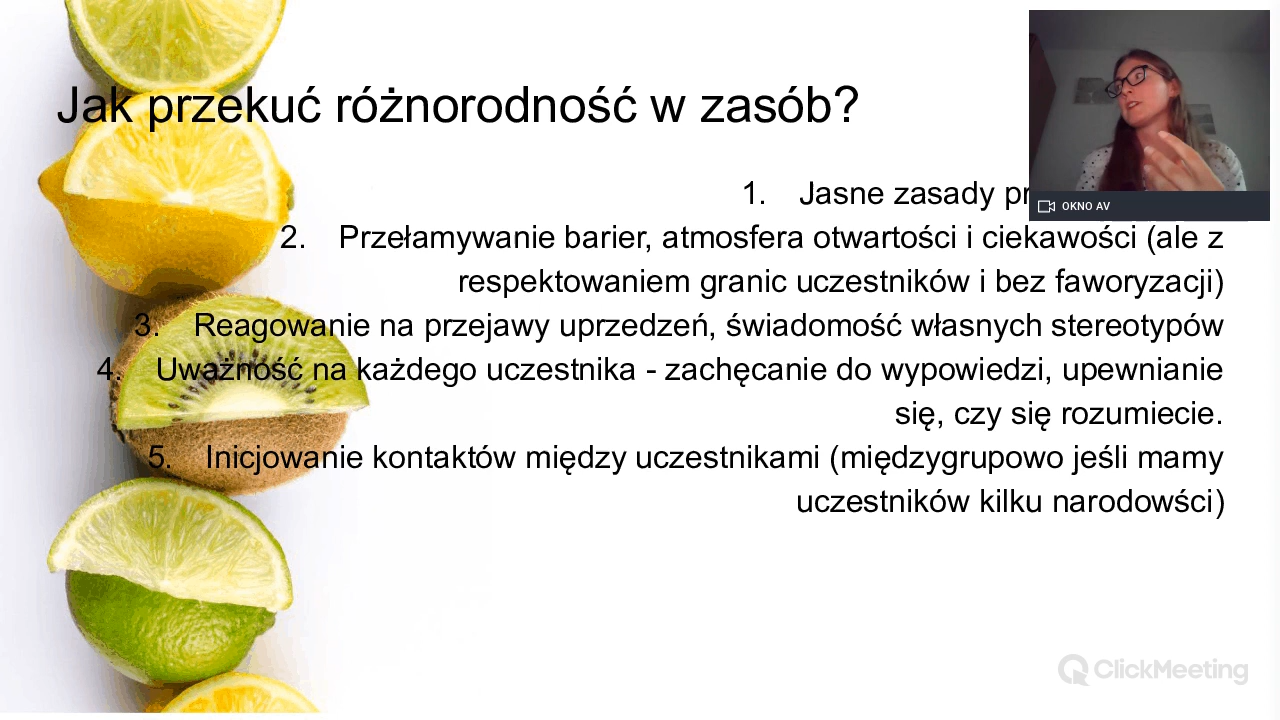 Jak przekuć różnorodność w zasób?
1. Jasne zasady
2. Przełamywanie barier, atmosfera otwartości i ciekawości (ale z
respektowaniem granic uczestników i bez faworyzacji)
3. Reagowanie na przejawy uprzedzeń, świadomość własnych stereotypów
4. Uważność na każdego uczestnika - zachęcanie do wypowiedzi, upewnianie
się, czy się rozumiecie.
5. Inicjowanie kontaktów między uczestnikami (międzygrupowo jeśli mamy
uczestników kilku narodowści)
OKNO AV
ClickMeeting